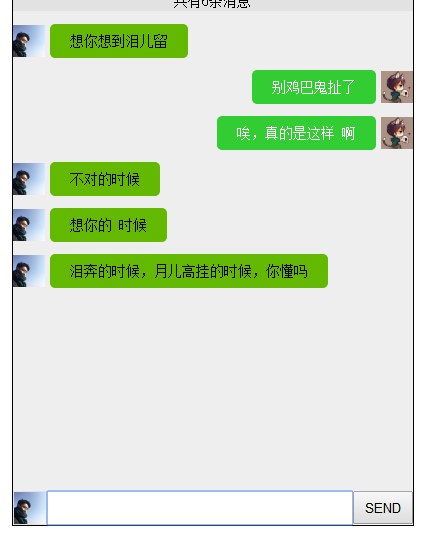 共有6条消息
想你想到泪儿留
别鸡巴鬼扯了
唉，真的是这样 啊
不对的时候
想你的 时候
泪奔的时候，月儿高挂的时候，你懂吗
SEND